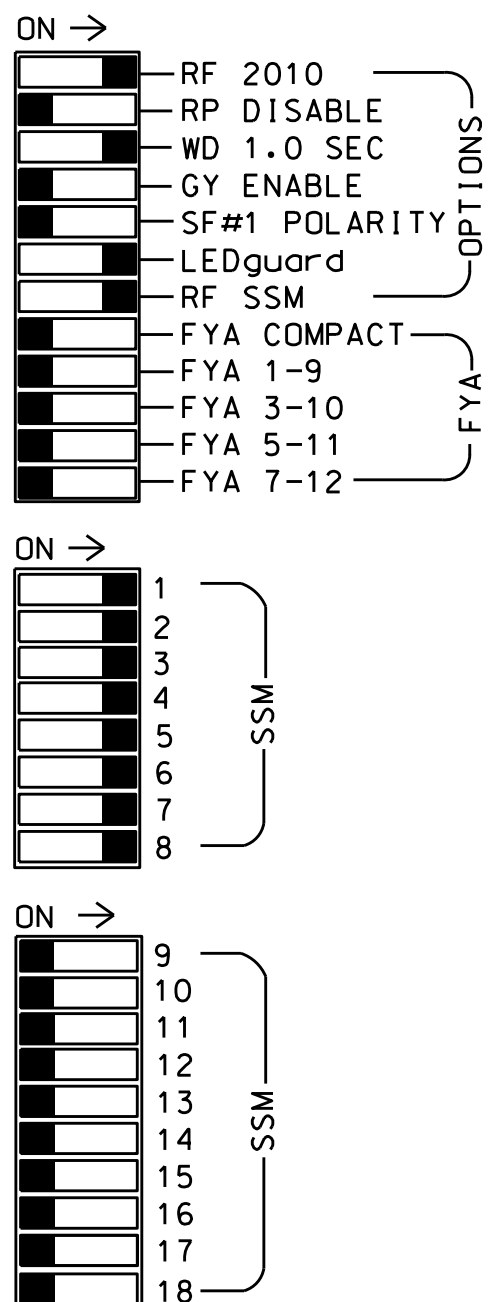 ON →
RF 2010
RP DISABLE
WD 1.0 SEC
GY ENABLE
SF#1 POLARITY
LEDguard
RF SSM
OPTIONS
FYA COMPACT
FYA 1-9
FYA 3-10
FYA 5-11
FYA 7-12
FYA
ON →
1
2
3
4
5
6
7
8
SSM
ON →
9
10
11
12
13
14
15
16
17
18
SSM